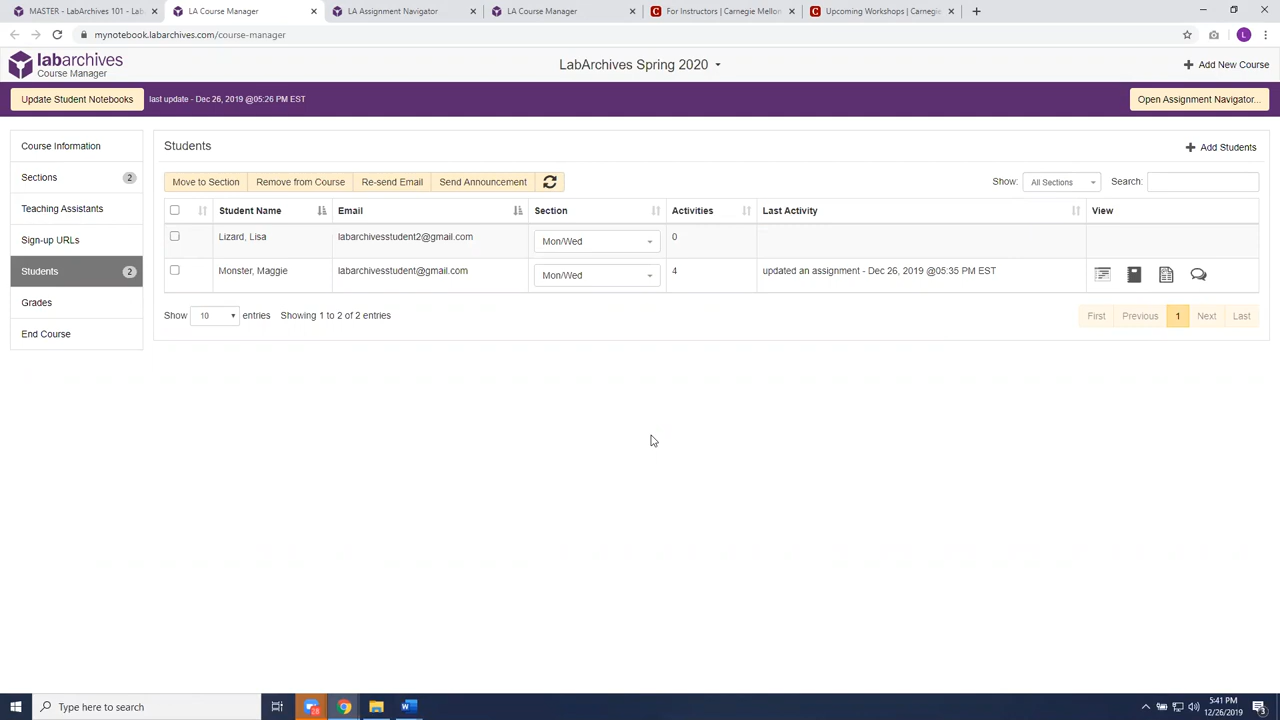 MASTER - LabArchives 101 - Lab
LA Course Manager
LA Assignment Navigator
LA Course Manager
For Instructors | Carnegie Mellon
Upcoming Workshops | Carnegie
mynotebook.labarchives.com/course-manager
L
labarchives
Course Manager
LabArchives Spring 2020
Add New Course
Update Student Notebooks
last update - Dec 26, 2019 @05:26 PM EST
Open Assignment Navigator...
Course Information
Sections 2
Teaching Assistants
Sign-up URLs
Students 2
Grades
End Course
Students
Add Students
Move to Section Remove from Course Re-send Email Send Announcement
Show: All Sections Search:
Student Name Email Section Activities Last Activity View
Lizard, Lisa labarchivesstudent2@gmail.com Mon/Wed 0
Monster, Maggie labarchivesstudent@gmail.com Mon/Wed 4 updated an assignment - Dec 26, 2019 @05:35 PM EST
Show 10 entries Showing 1 to 2 of 2 entries
First Previous 1 Next Last
Type here to search
5:41 PM
12/26/2019